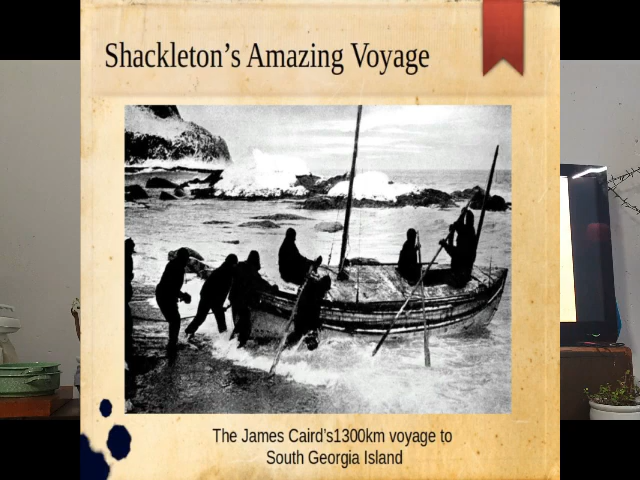 Shackleton's Amazing Voyage
The James Caird's1300km voyage to
South Georgia Island